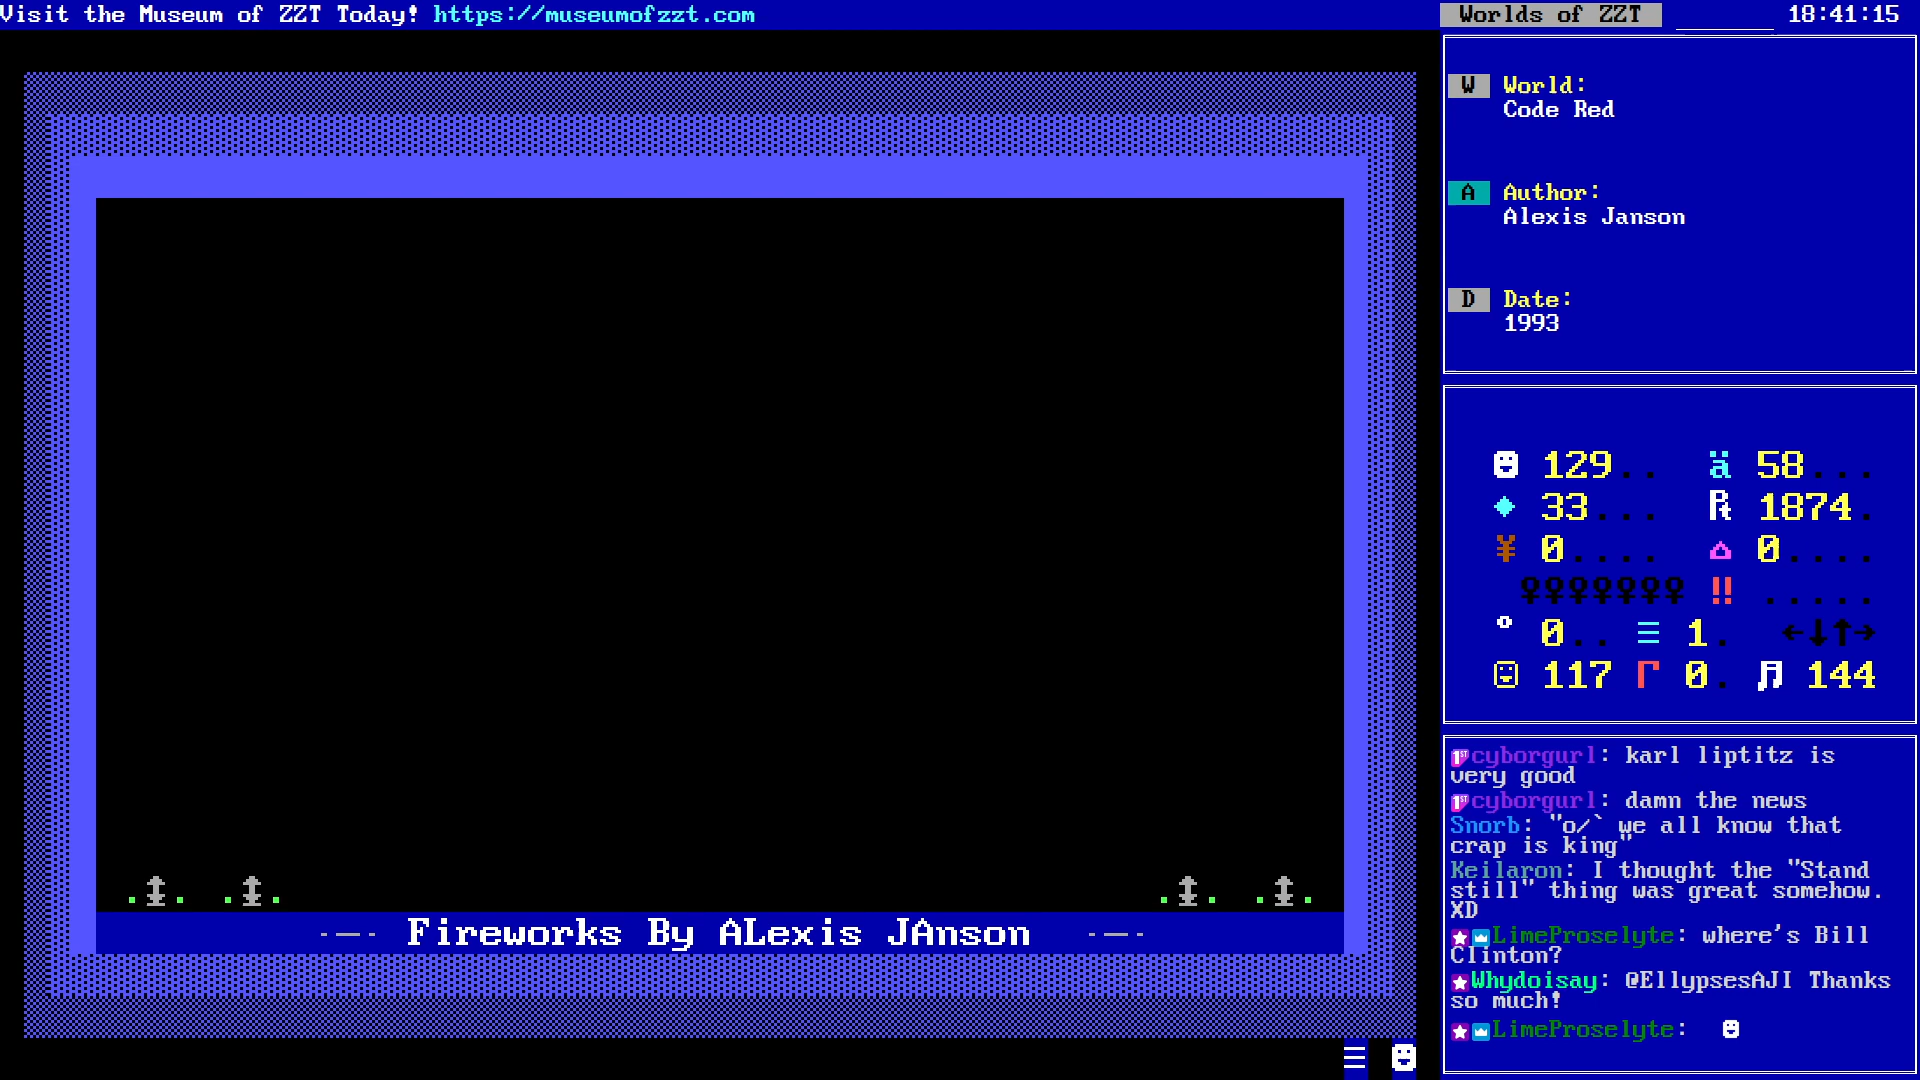 Visit the Museum of ZZT Today! https://museumofzzt.com
Worlds of ZZT 18:41:15
W World:
Code Red
A Author:
Alexis Janson
D Date:
1993
129 ä 58
33 ℞ 1874
¥ 0 0
‼
0 1 ←↓↑→
117 0 144
Fireworks By ALexis JAnson
cyborgurl: karl liptitz is
very good
cyborgurl: damn the news
Snorb: "o/` we all know that
crap is king"
Keilaron: I thought the "Stand
still" thing was great somehow.
XD
LimeProselyte: where's Bill
Clinton?
Whydoisay: @EllypsesAJI Thanks
so much!
LimeProselyte: